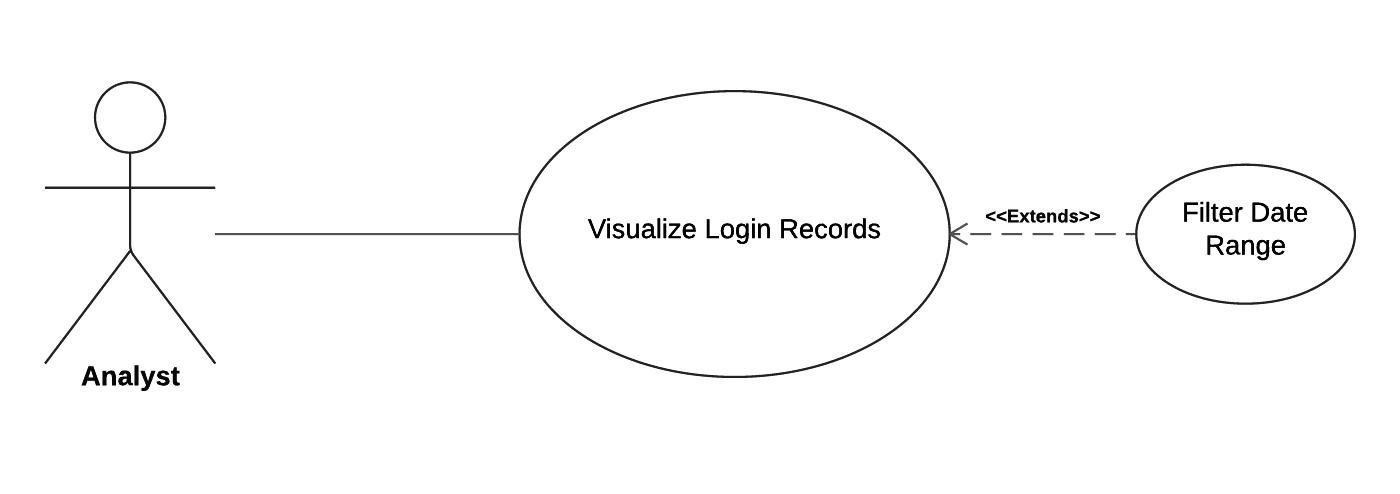 Visualize Login Records
<<Extends>>
Filter Date
Range
Analyst